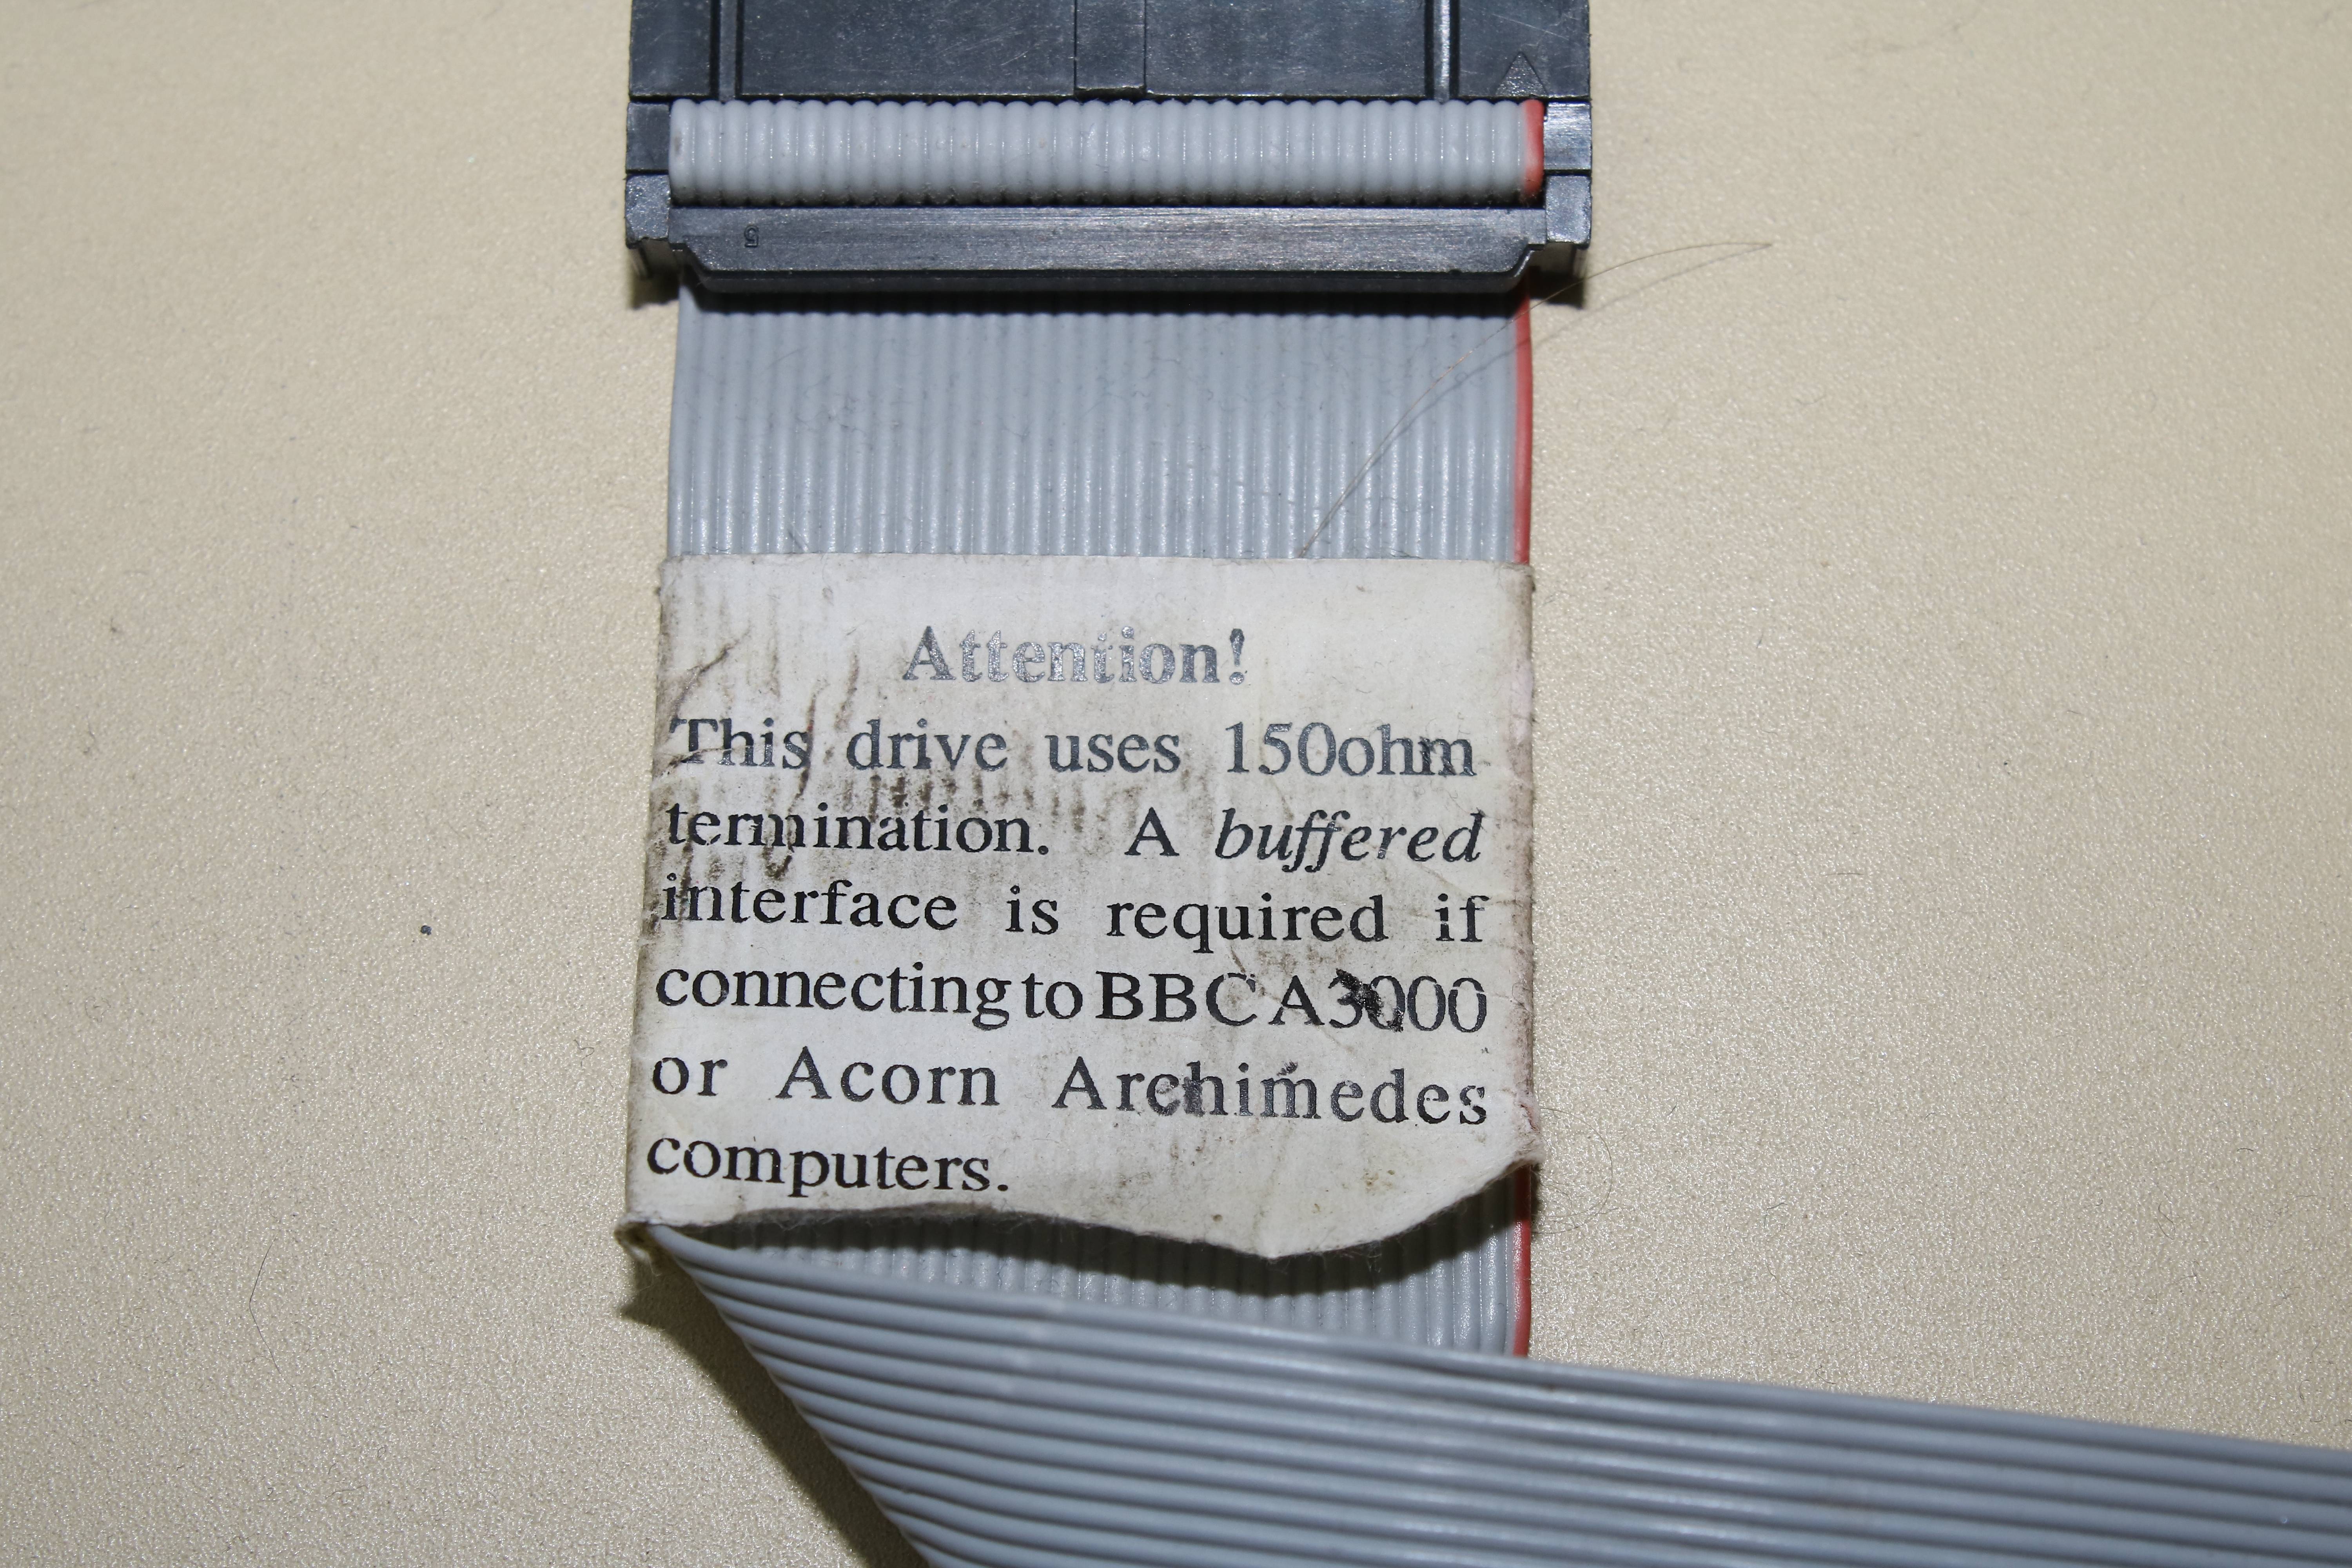 5
Attention!
This drive uses 150ohm
termination. A buffered
interface is required if
connecting to BBC A3000
or Acorn Archimedes
computers.